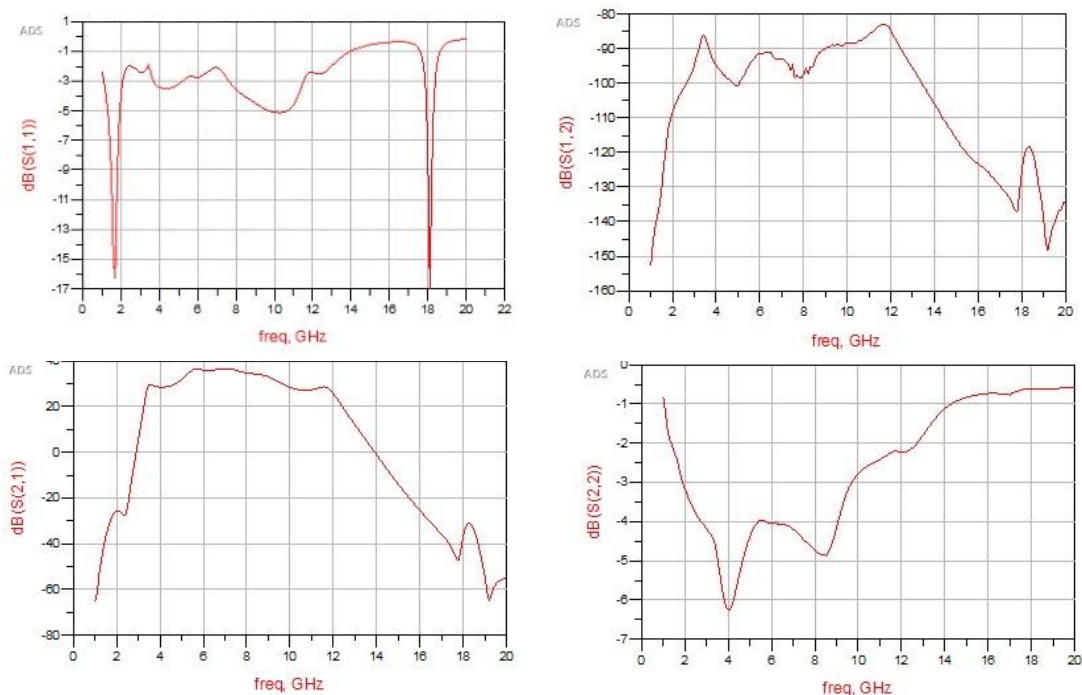 ADS
dB(S(1,1))
1
-1
-3
-5
-7
-9
-11
-13
-15
-17
0 2 4 6 8 10 12 14 16 18 20 22
freq, GHz
ADS
dB(S(1,2))
-80
-90
-100
-110
-120
-130
-140
-150
-160
0 2 4 6 8 10 12 14 16 18 20
freq, GHz
ADS
dB(S(2,1))
40
20
0
-20
-40
-60
-80
0 2 4 6 8 10 12 14 16 18 20
freq, GHz
ADS
dB(S(2,2))
0
-1
-2
-3
-4
-5
-6
-7
0 2 4 6 8 10 12 14 16 18 20
freq, GHz